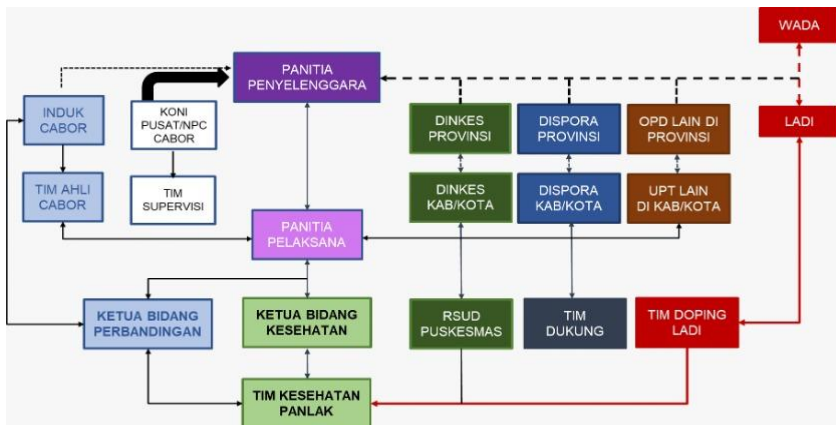 WADA
PANITIA
PENYELENGGARA
INDUK
CABOR
KONI
PUSAT/NPC
CABOR
DINKES
PROVINSI
DISPORA
PROVINSI
OPD LAIN DI
PROVINSI
LADI
TIM AHLI
CABOR
TIM
SUPERVISI
DINKES
KAB/KOTA
DISPORA
KAB/KOTA
UPT LAIN
DI KAB/KOTA
PANITIA
PELAKSANA
KETUA BIDANG
PERBANDINGAN
KETUA BIDANG
KESEHATAN
RSUD
PUSKESMAS
TIM
DUKUNG
TIM DOPING
LADI
TIM KESEHATAN
PANLAK